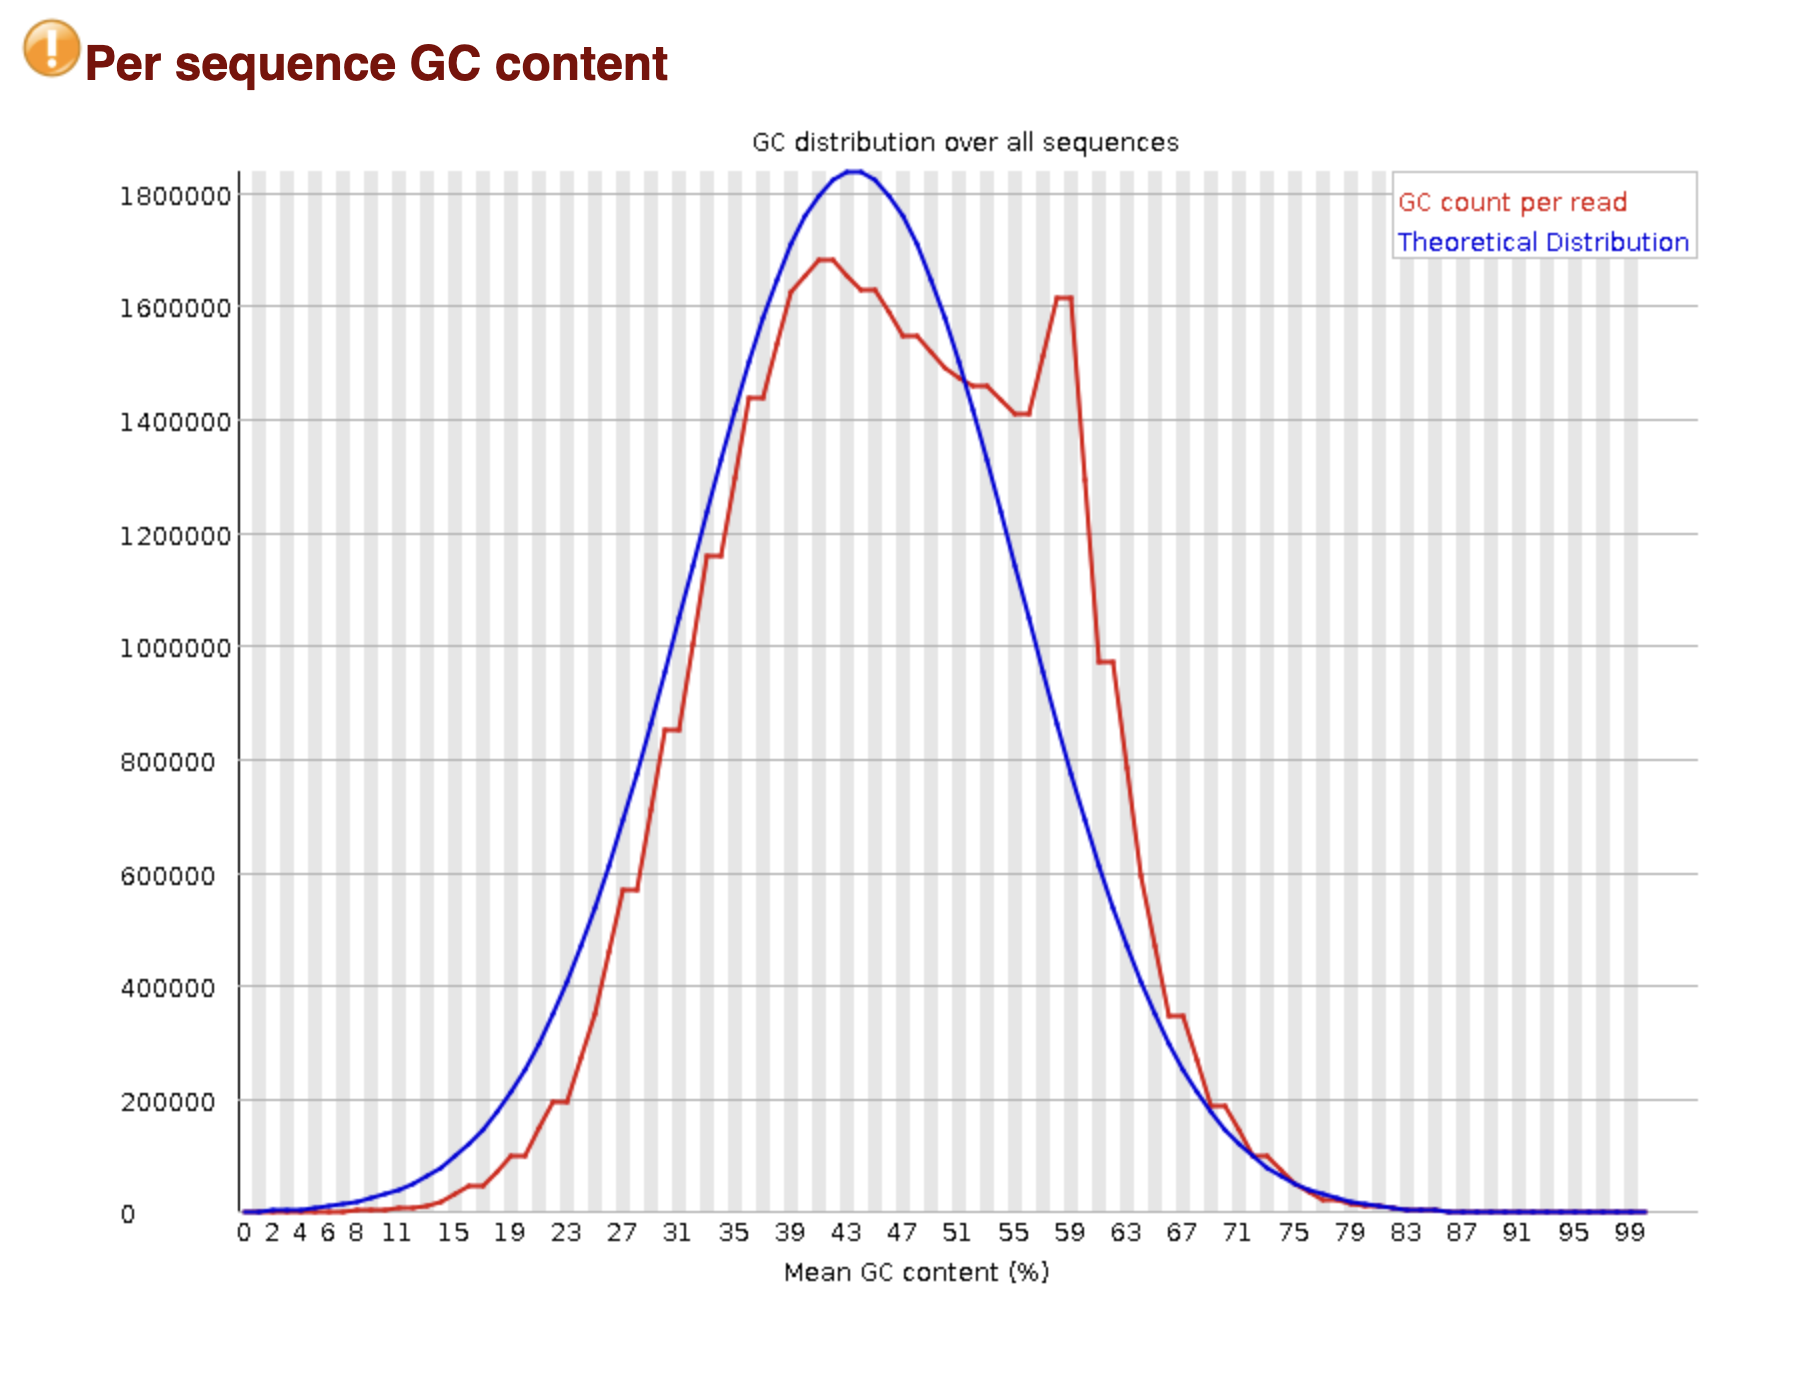 Per sequence GC content
GC distribution over all sequences
GC count per read
Theoretical Distribution
1800000
1600000
1400000
1200000
1000000
800000
600000
400000
200000
0
0 2 4 6 8 11 15 19 23 27 31 35 39 43 47 51 55 59 63 67 71 75 79 83 87 91 95 99
Mean GC content (%)